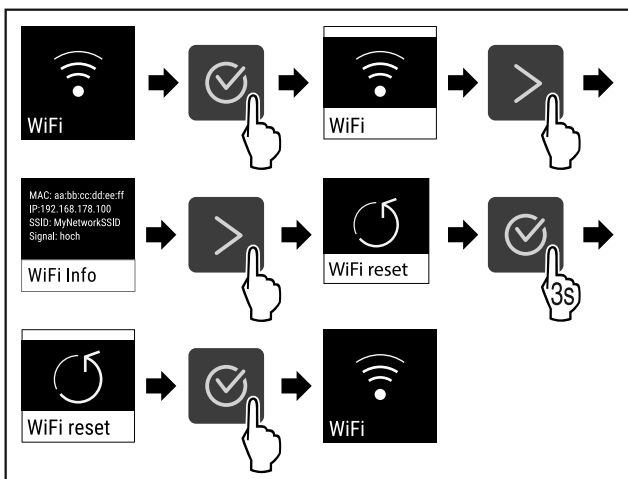 WiFi
WiFi
MAC: aa:bb:cc:dd:ee:ff
IP:192.168.178.100
SSID: MyNetworkSSID
Signal: hoch
WiFi Info
WiFi reset
3s
WiFi reset
WiFi